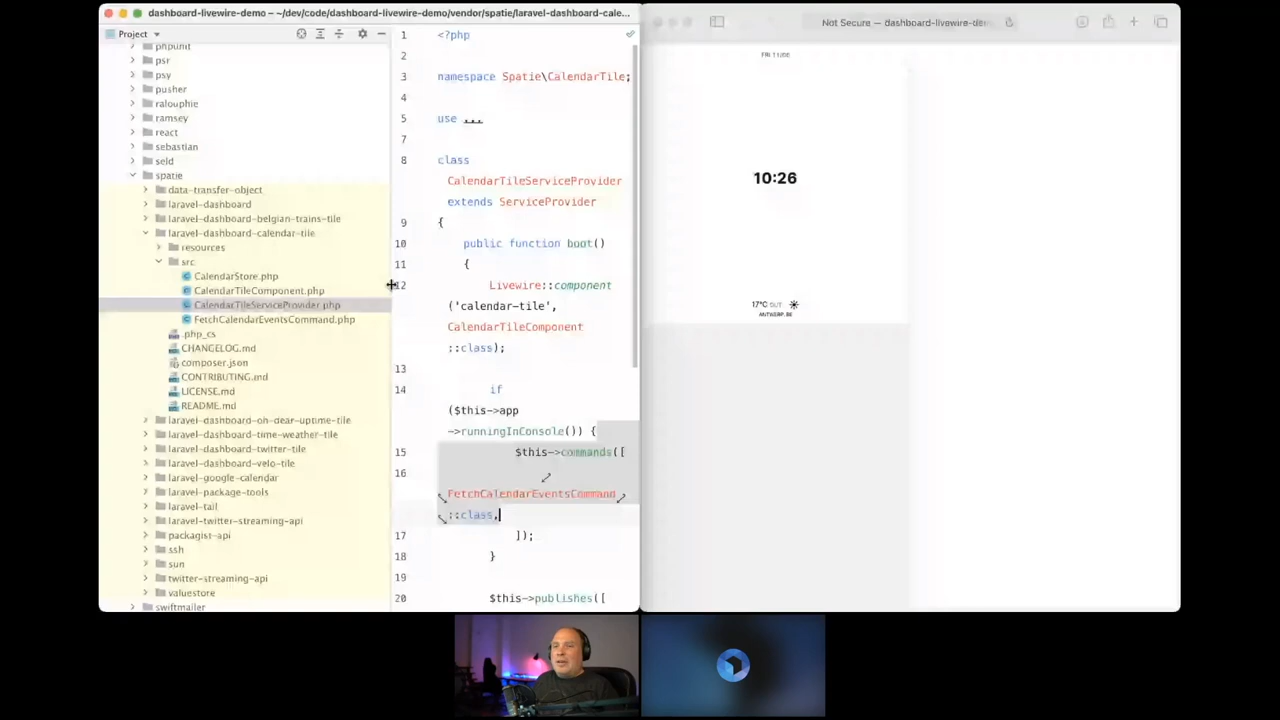 dashboard-livewire-demo – ~/dev/code/dashboard-livewire-demo/vendor/spatie/laravel-dashboard-cale...
Project
phpunit
psr
psy
pusher
ralouphie
ramsey
react
sebastian
seld
spatie
data-transfer-object
laravel-dashboard
laravel-dashboard-belgian-trains-tile
laravel-dashboard-calendar-tile
resources
src
CalendarStore.php
CalendarTileComponent.php
CalendarTileServiceProvider.php
FetchCalendarEventsCommand.php
.php_cs
CHANGELOG.md
composer.json
CONTRIBUTING.md
LICENSE.md
README.md
laravel-dashboard-oh-dear-uptime-tile
laravel-dashboard-time-weather-tile
laravel-dashboard-twitter-tile
laravel-dashboard-velo-tile
laravel-google-calendar
laravel-package-tools
laravel-tail
laravel-twitter-streaming-api
packagist-api
ssh
sun
twitter-streaming-api
valuestore
swiftmailer
1 <?php
2
3 namespace Spatie\CalendarTile;
4
5 use ...
7
8 class
CalendarTileServiceProvider
extends ServiceProvider
9 {
10 public function boot()
11 {
12 Livewire::component
('calendar-tile',
CalendarTileComponent
::class);
13
14 if
($this->app
->runningInConsole()) {
15 $this->commands([
16
FetchCalendarEventsCommand
::class,
17 ]);
18 }
19
20 $this->publishes([
Not Secure — dashboard-livewire-demo
10:26
17°C OUT
ANTWERP, BE